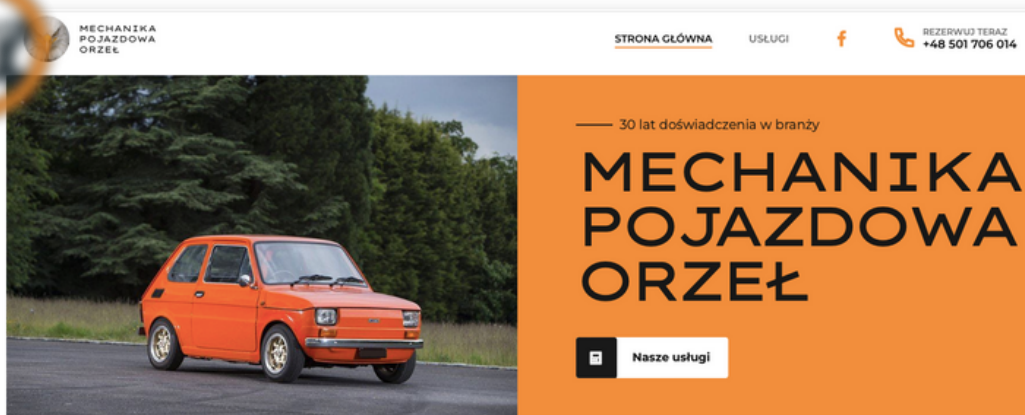 MECHANIKA
POJAZDOWA
ORZEŁ
STRONA GŁÓWNA
USŁUGI
f
REZERWUJ TERAZ
+48 501 706 014
30 lat doświadczenia w branży
MECHANIKA
POJAZDOWA
ORZEŁ
Nasze usługi